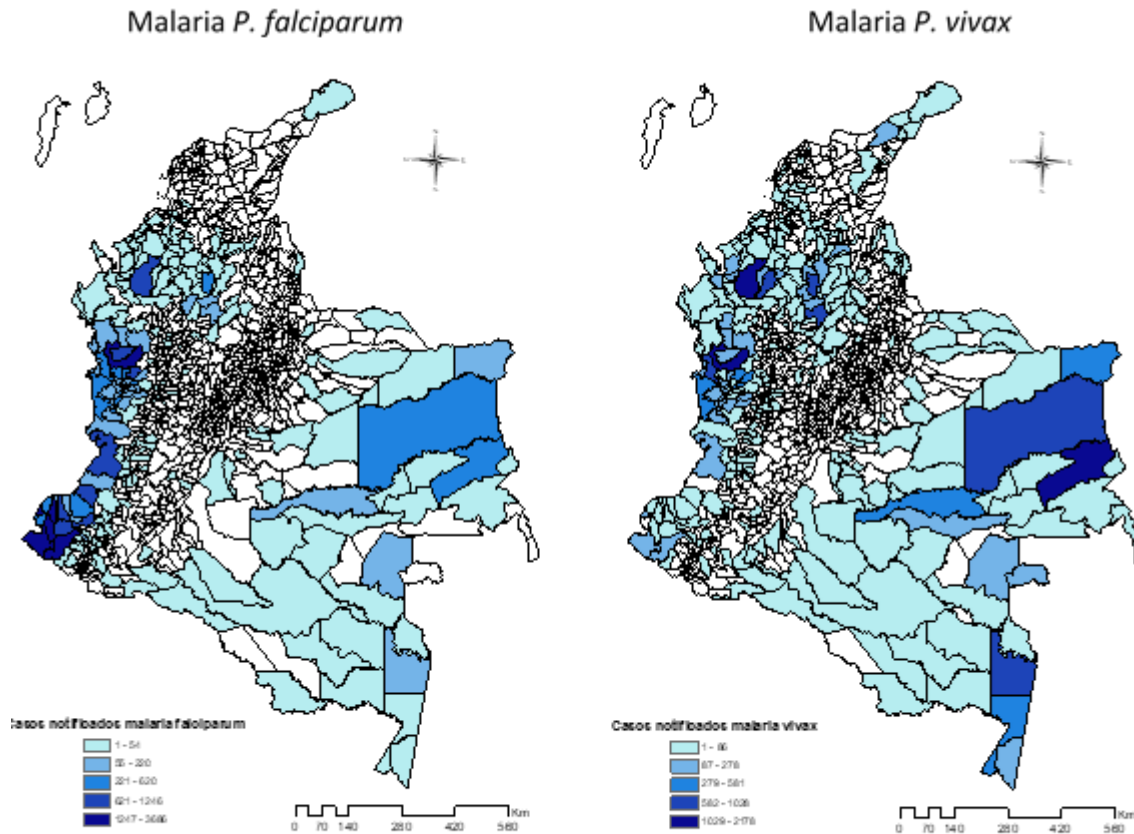 Malaria P. falciparum
Malaria P. vivax
Casos notificados malaria falciparum
1 - 54
55 - 220
221 - 620
621 - 1246
1247 - 3686
0 70 140 280 420 560
Km
Casos notificados malaria vivax
1 - 86
87 - 278
279 - 581
582 - 1028
1029 - 2178
0 70 140 280 420 560
Km